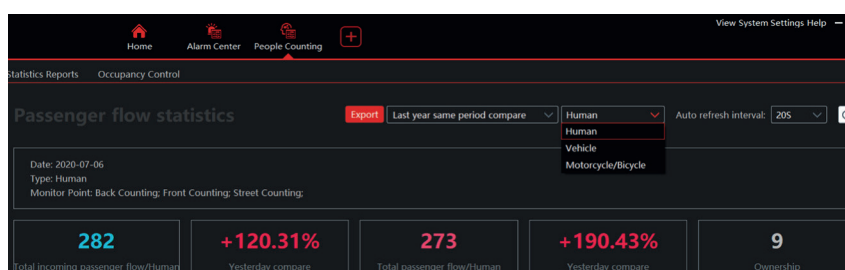 View System Settings Help
Home Alarm Center People Counting
Statistics Reports Occupancy Control
Passenger flow statistics Export Last year same period compare Human Auto refresh interval: 20S
Human
Vehicle
Motorcycle/Bicycle
Date: 2020-07-06
Type: Human
Monitor Point: Back Counting; Front Counting; Street Counting;
282 +120.31% 273 +190.43% 9
Total incoming passenger flow/Human Yesterday compare Total passenger flow/Human Yesterday compare Ownership